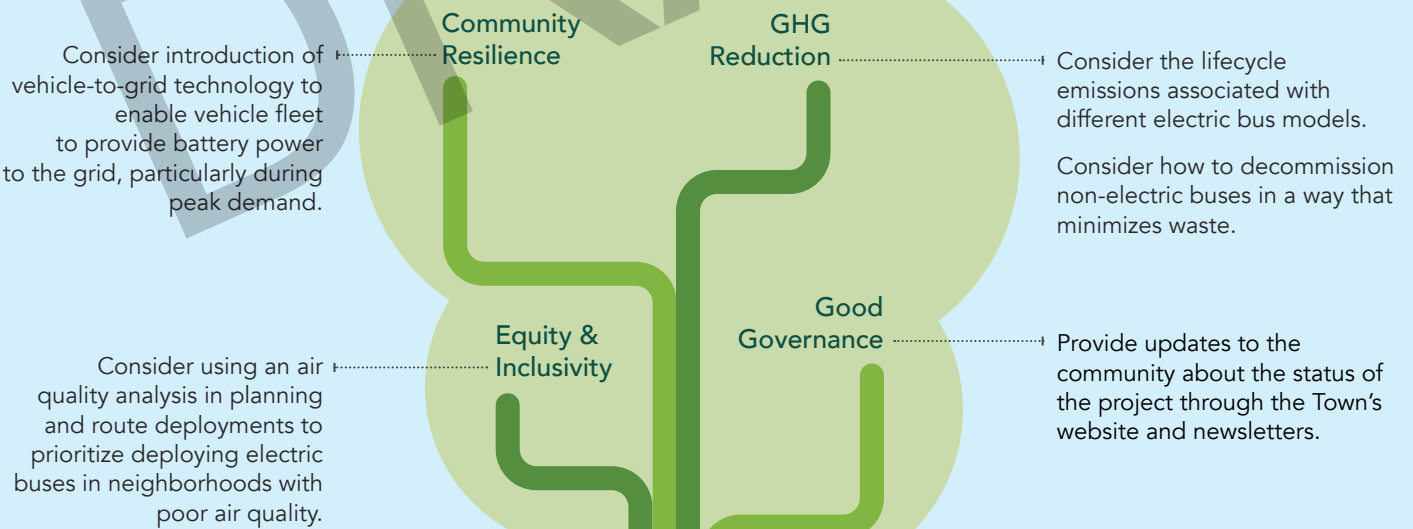 Community
Resilience
Consider introduction of
vehicle-to-grid technology to
enable vehicle fleet
to provide battery power
to the grid, particularly during
peak demand.
GHG
Reduction
Consider the lifecycle
emissions associated with
different electric bus models.
Consider how to decommission
non-electric buses in a way that
minimizes waste.
Equity &
Inclusivity
Consider using an air
quality analysis in planning
and route deployments to
prioritize deploying electric
buses in neighborhoods with
poor air quality.
Good
Governance
Provide updates to the
community about the status of
the project through the Town's
website and newsletters.